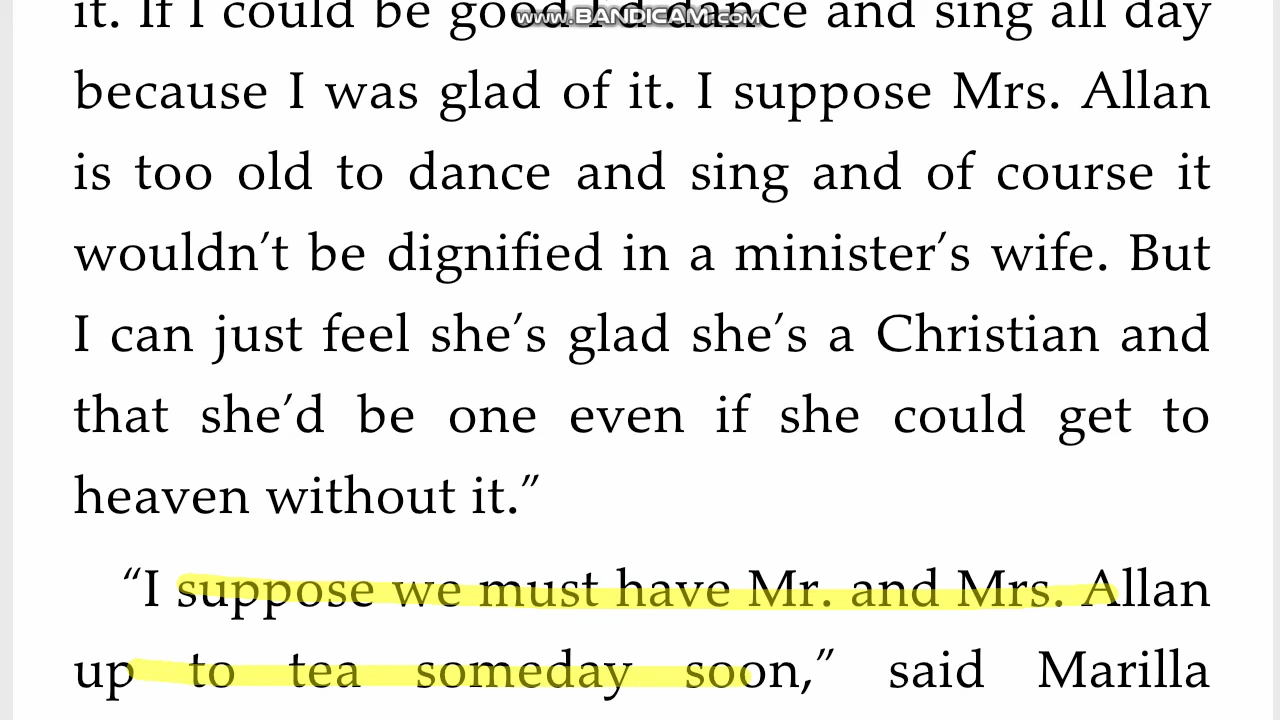 www.BANDICAM.com
it. If I could be good I'd dance and sing all day
because I was glad of it. I suppose Mrs. Allan
is too old to dance and sing and of course it
wouldn’t be dignified in a minister’s wife. But
I can just feel she’s glad she’s a Christian and
that she’d be one even if she could get to
heaven without it.”
“I suppose we must have Mr. and Mrs. Allan
up to tea someday soon,” said Marilla